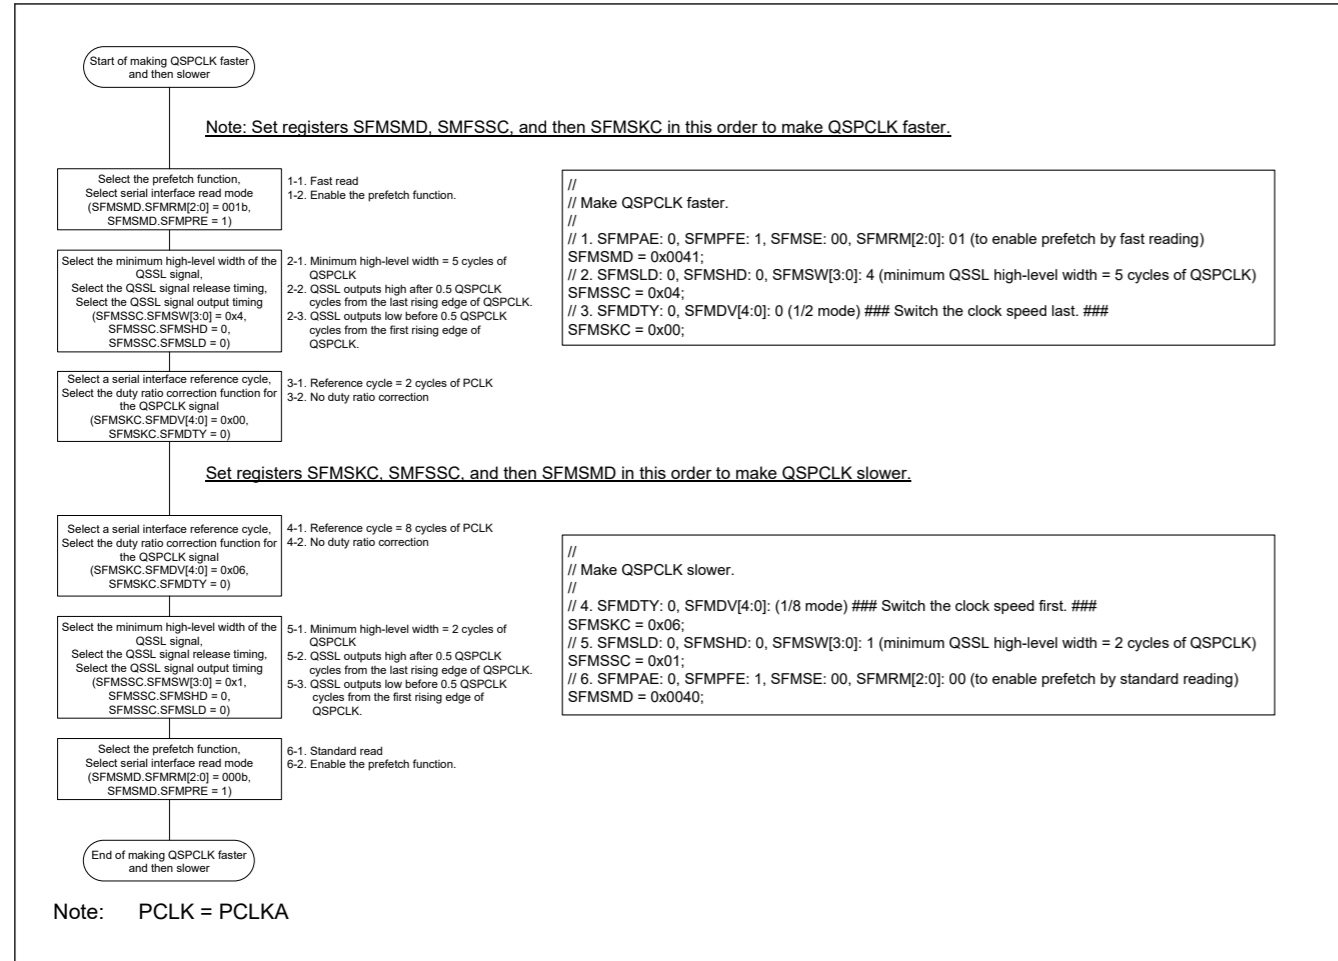 Start of making QSPCLK faster
and then slower
Note: Set registers SFMSMD, SMFSSC, and then SFMSKC in this order to make QSPCLK faster.
Select the prefetch function,
Select serial interface read mode
(SFMSMD.SFMRM[2:0] = 001b,
SFMSMD.SFMPRE = 1)
1-1. Fast read
1-2. Enable the prefetch function.
Select the minimum high-level width of the
QSSL signal,
Select the QSSL signal release timing,
Select the QSSL signal output timing
(SFMSSC.SFMSW[3:0] = 0x4,
SFMSSC.SFMSHD = 0,
SFMSSC.SFMSLD = 0)
2-1. Minimum high-level width = 5 cycles of
QSPCLK
2-2. QSSL outputs high after 0.5 QSPCLK
cycles from the last rising edge of QSPCLK.
2-3. QSSL outputs low before 0.5 QSPCLK
cycles from the first rising edge of
QSPCLK.
Select a serial interface reference cycle,
Select the duty ratio correction function for
the QSPCLK signal
(SFMSKC.SFMDV[4:0] = 0x00,
SFMSKC.SFMDTY = 0)
3-1. Reference cycle = 2 cycles of PCLK
3-2. No duty ratio correction
//
// Make QSPCLK faster.
//
// 1. SFMPAE: 0, SFMPFE: 1, SFMSE: 00, SFMRM[2:0]: 01 (to enable prefetch by fast reading)
SFMSMD = 0x0041;
// 2. SFMSLD: 0, SFMSHD: 0, SFMSW[3:0]: 4 (minimum QSSL high-level width = 5 cycles of QSPCLK)
SFMSSC = 0x04;
// 3. SFMDTY: 0, SFMDV[4:0]: 0 (1/2 mode) ### Switch the clock speed last. ###
SFMSKC = 0x00;
Set registers SFMSKC, SMFSSC, and then SFMSMD in this order to make QSPCLK slower.
Select a serial interface reference cycle,
Select the duty ratio correction function for
the QSPCLK signal
(SFMSKC.SFMDV[4:0] = 0x06,
SFMSKC.SFMDTY = 0)
4-1. Reference cycle = 8 cycles of PCLK
4-2. No duty ratio correction
Select the minimum high-level width of the
QSSL signal,
Select the QSSL signal release timing,
Select the QSSL signal output timing
(SFMSSC.SFMSW[3:0] = 0x1,
SFMSSC.SFMSHD = 0,
SFMSSC.SFMSLD = 0)
5-1. Minimum high-level width = 2 cycles of
QSPCLK
5-2. QSSL outputs high after 0.5 QSPCLK
cycles from the last rising edge of QSPCLK.
5-3. QSSL outputs low before 0.5 QSPCLK
cycles from the first rising edge of
QSPCLK.
Select the prefetch function,
Select serial interface read mode
(SFMSMD.SFMRM[2:0] = 000b,
SFMSMD.SFMPRE = 1)
6-1. Standard read
6-2. Enable the prefetch function.
//
// Make QSPCLK slower.
//
// 4. SFMDTY: 0, SFMDV[4:0]: (1/8 mode) ### Switch the clock speed first. ###
SFMSKC = 0x06;
// 5. SFMSLD: 0, SFMSHD: 0, SFMSW[3:0]: 1 (minimum QSSL high-level width = 2 cycles of QSPCLK)
SFMSSC = 0x01;
// 6. SFMPAE: 0, SFMPFE: 1, SFMSE: 00, SFMRM[2:0]: 00 (to enable prefetch by standard reading)
SFMSMD = 0x0040;
End of making QSPCLK faster
and then slower
Note: PCLK = PCLKA